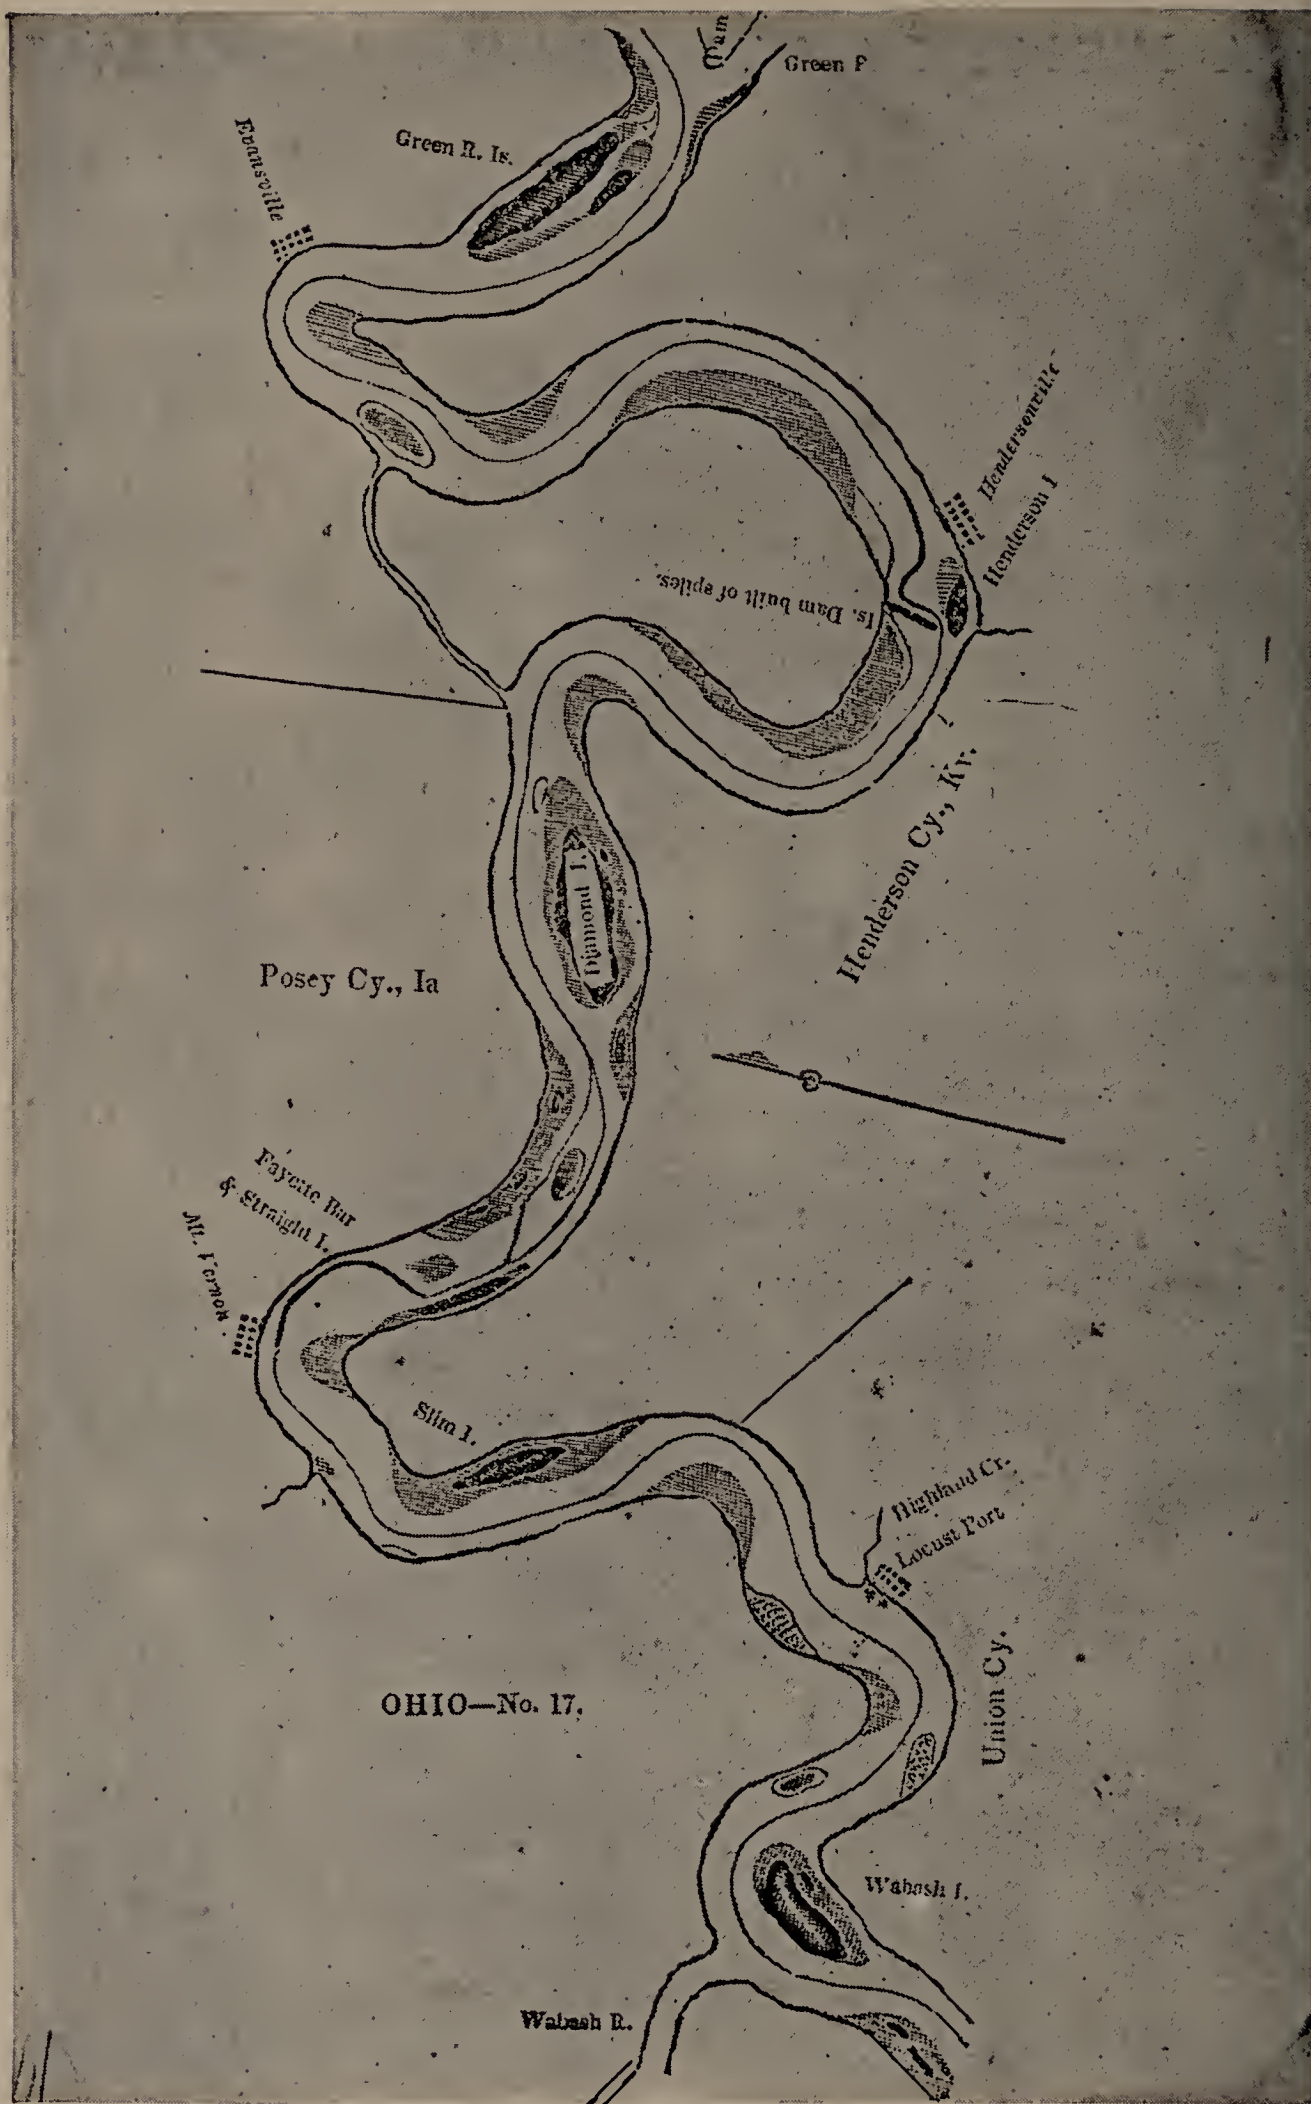 Dam
Green
Green R. Is.
Evansville
Hendersonville
Henderson I
Is. Dam built of spiles.
Henderson Cy., Ky.
Diamond I.
Posey Cy., Ia
Fayette Bar
& Straight I.
Mt. Vernon.
Slim I.
Highland Cr.
Locust Port
Union Cy.
OHIO—No. 17.
Wabash I.
Wabash R.